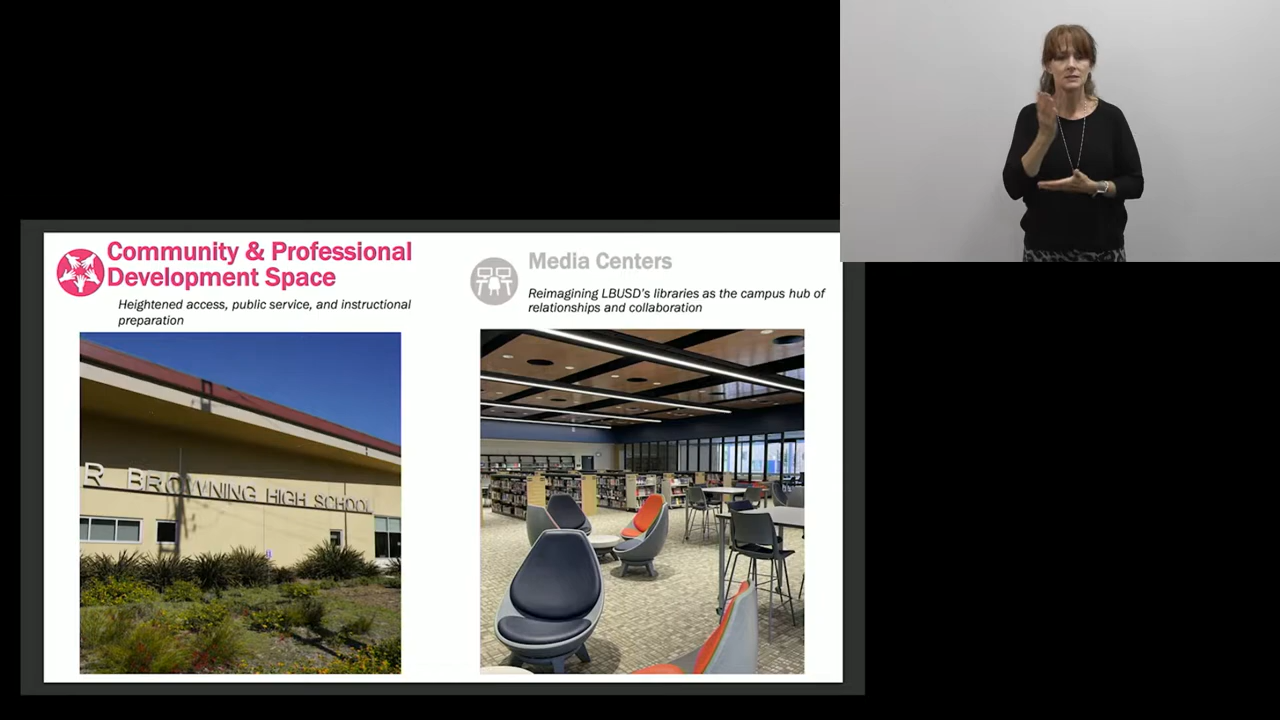 Community & Professional
Development Space
Heightened access, public service, and instructional
preparation
R BROWNING HIGH SCHOOL
Media Centers
Reimagining LBUSD's libraries as the campus hub of
relationships and collaboration